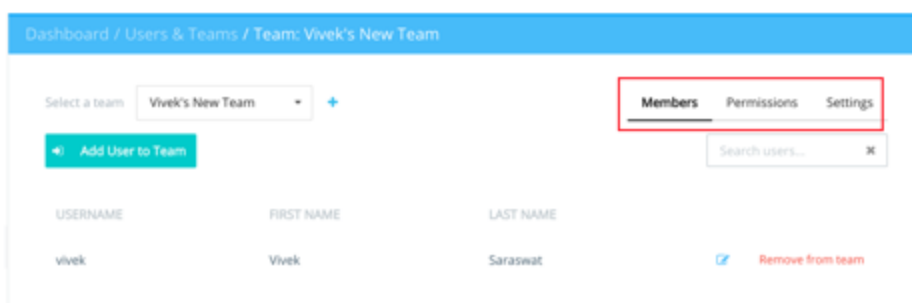 Dashboard / Users & Teams / Team: Vivek's New Team
Select a team Vivek's New Team +
Members Permissions Settings
Add User to Team
Search users...
USERNAME FIRST NAME LAST NAME
vivek Vivek Saraswat Remove from team